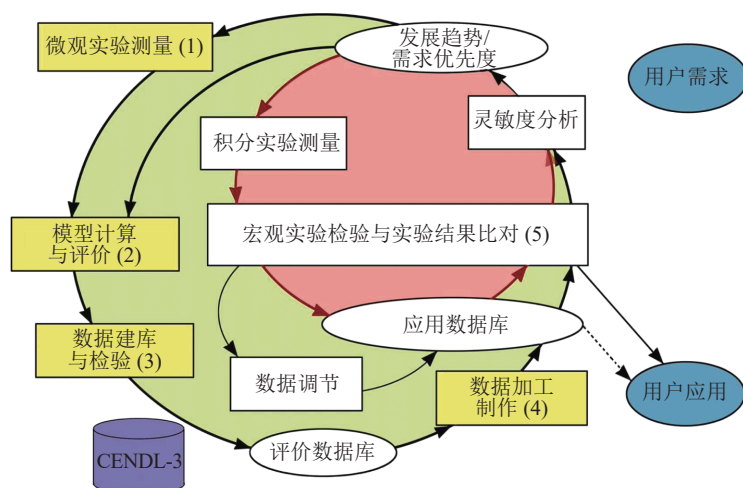 微观实验测量 (1)
发展趋势/
需求优先度
用户需求
积分实验测量
灵敏度分析
模型计算
与评价 (2)
宏观实验检验与实验结果比对 (5)
数据建库
与检验 (3)
应用数据库
数据调节
数据加工
制作 (4)
用户应用
评价数据库
CENDL-3